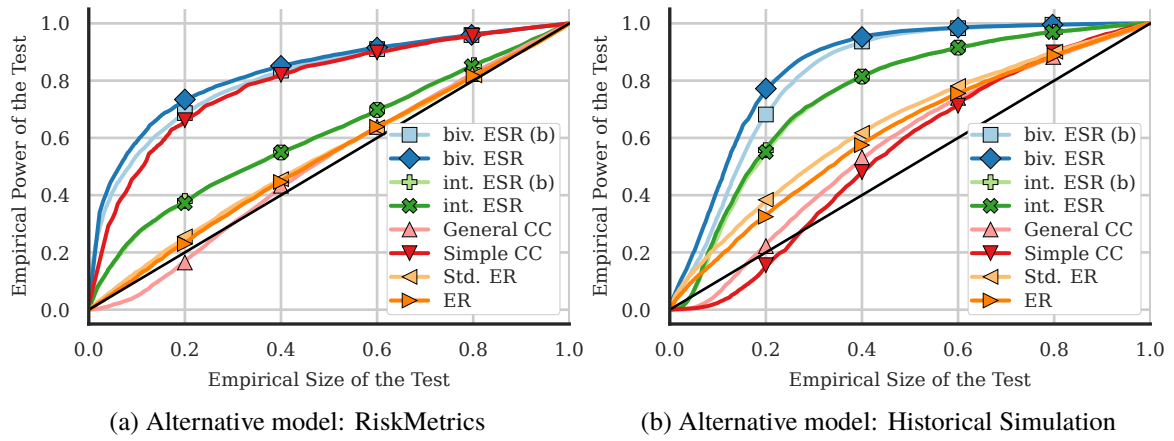 1.0
0.8
0.6
0.4
0.2
0.0
Empirical Power of the Test
biv. ESR (b)
biv. ESR
int. ESR (b)
int. ESR
General CC
Simple CC
Std. ER
ER
0.0 0.2 0.4 0.6 0.8 1.0
Empirical Size of the Test
(a) Alternative model: RiskMetrics
1.0
0.8
0.6
0.4
0.2
0.0
Empirical Power of the Test
biv. ESR (b)
biv. ESR
int. ESR (b)
int. ESR
General CC
Simple CC
Std. ER
ER
0.0 0.2 0.4 0.6 0.8 1.0
Empirical Size of the Test
(b) Alternative model: Historical Simulation